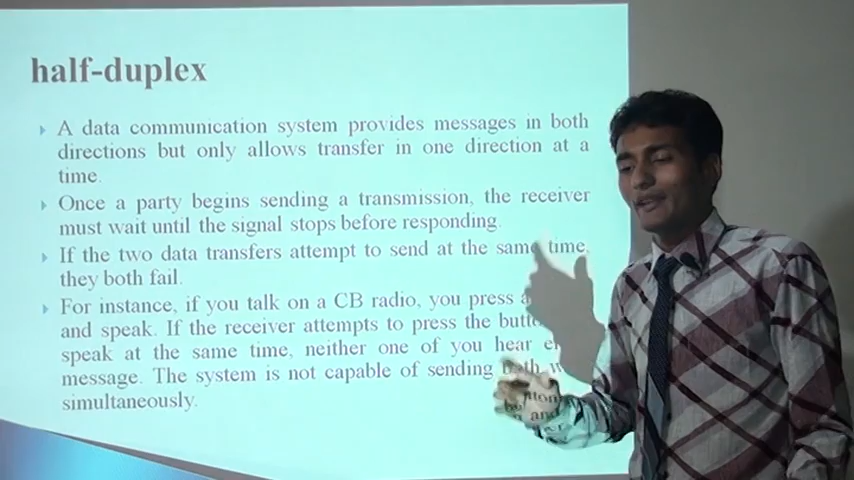 half-duplex
A data communication system provides messages in both
directions but only allows transfer in one direction at a
time.
Once a party begins sending a transmission, the receiver
must wait until the signal stops before responding.
If the two data transfers attempt to send at the same time,
they both fail.
For instance, if you talk on a CB radio, you press a
and speak. If the receiver attempts to press the
speak at the same time, neither one of you hear
message. The system is not capable of sending both
simultaneously.